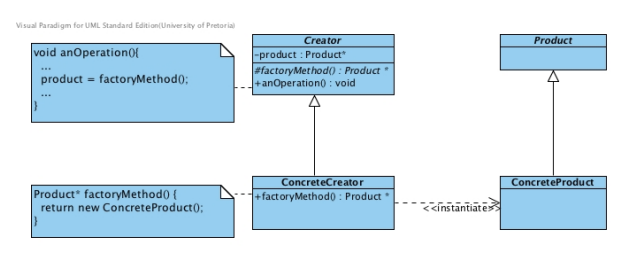 Visual Paradigm for UML Standard Edition(University of Pretoria)
void anOperation(){
...
product = factoryMethod();
...
}
Creator
-product : Product*
#factoryMethod() : Product *
+anOperation() : void
Product
Product* factoryMethod() {
return new ConcreteProduct();
}
ConcreteCreator
+factoryMethod() : Product *
<<instantiate>>
ConcreteProduct